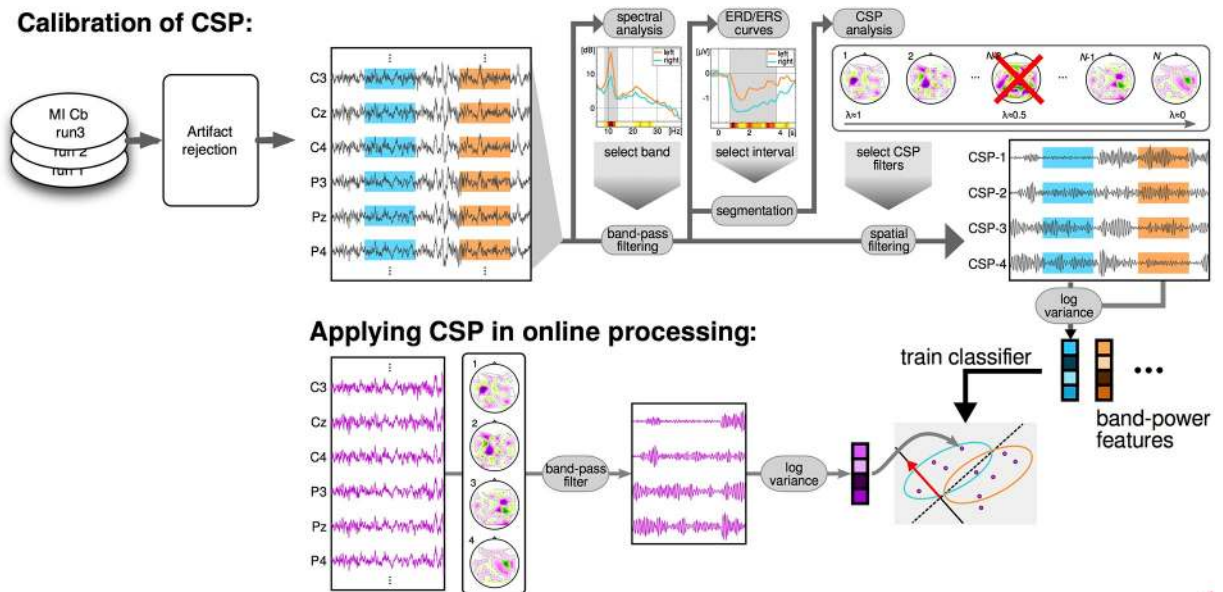 Calibration of CSP:
MI Cb
run3
run 2
run 1
Artifact
rejection
C3
Cz
C4
P3
Pz
P4
spectral
analysis
[dB]
left
right
10
0
10 20 30 [Hz]
select band
band-pass
filtering
ERD/ERS
curves
[µV]
left
right
0
-1
0 2 4 [s]
select interval
segmentation
CSP
analysis
select CSP
filters
spatial
filtering
1 2 ... N/2 ... N-1 N
λ≈1 λ≈0.5 λ≈0
CSP-1
CSP-2
CSP-3
CSP-4
log
variance
train classifier
band-power
features
Applying CSP in online processing:
C3
Cz
C4
P3
Pz
P4
1
2
3
4
band-pass
filter
log
variance